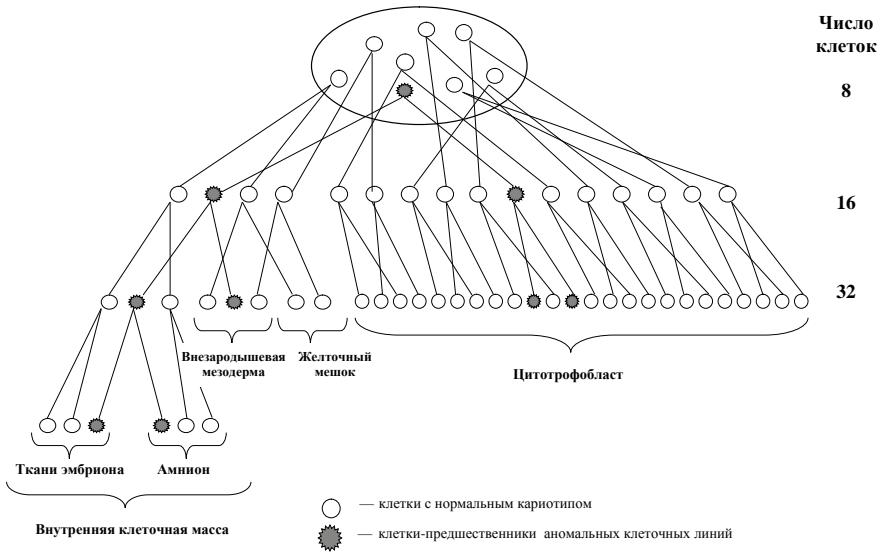 Число
клеток
8
16
32
Внезародышевая
мезодерма
Желточный
мешок
Цитотрофобласт
Ткани эмбриона
Амнион
Внутренняя клеточная масса
— клетки с нормальным кариотипом
— клетки-предшественники аномальных клеточных линий